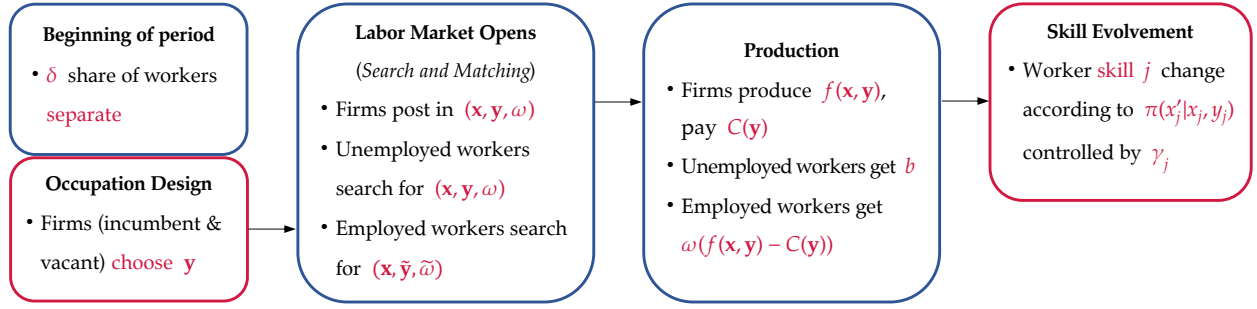 Beginning of period
• δ share of workers
separate
Occupation Design
• Firms (incumbent &
vacant) choose y
Labor Market Opens
(Search and Matching)
• Firms post in (x, y, ω)
• Unemployed workers
search for (x, y, ω)
• Employed workers search
for (x, ỹ, ω̃)
Production
• Firms produce f(x, y),
pay C(y)
• Unemployed workers get b
• Employed workers get
ω(f(x, y) − C(y))
Skill Evolvement
• Worker skill j change
according to π(x′ⱼ|xⱼ, yⱼ)
controlled by γⱼ